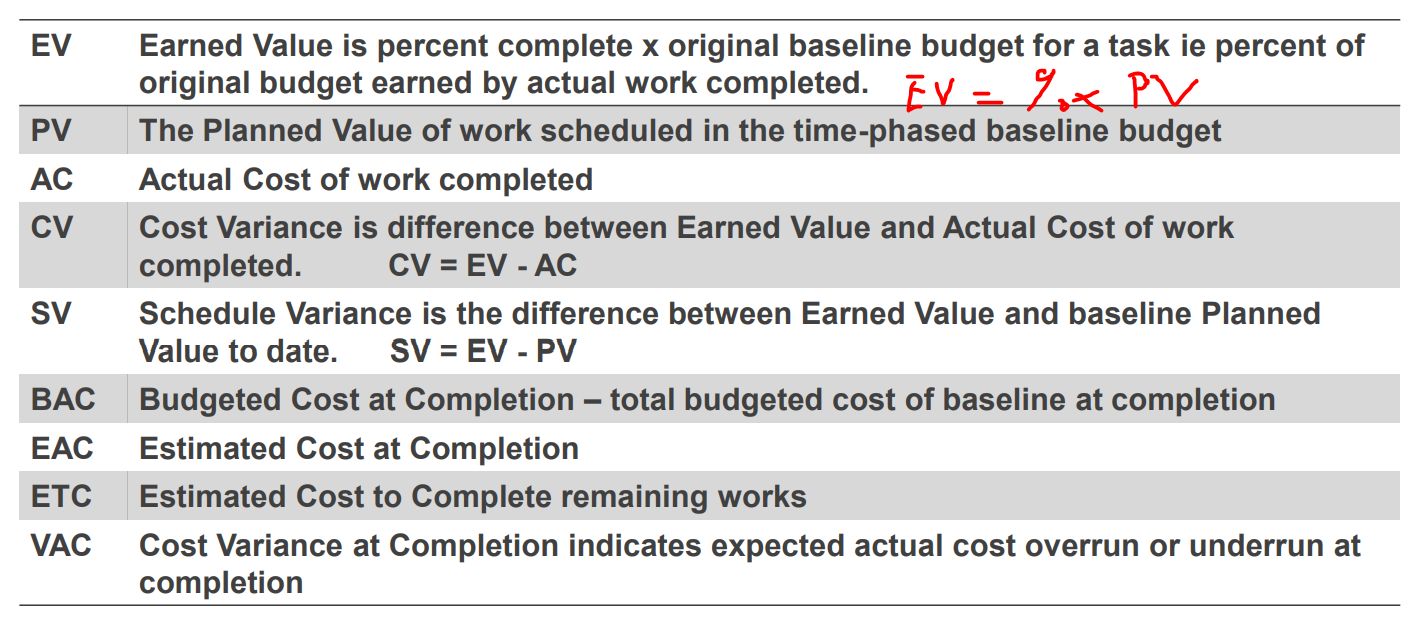 EV Earned Value is percent complete x original baseline budget for a task ie percent of
original budget earned by actual work completed. EV = % x PV
PV The Planned Value of work scheduled in the time-phased baseline budget
AC Actual Cost of work completed
CV Cost Variance is difference between Earned Value and Actual Cost of work
completed. CV = EV - AC
SV Schedule Variance is the difference between Earned Value and baseline Planned
Value to date. SV = EV - PV
BAC Budgeted Cost at Completion – total budgeted cost of baseline at completion
EAC Estimated Cost at Completion
ETC Estimated Cost to Complete remaining works
VAC Cost Variance at Completion indicates expected actual cost overrun or underrun at
completion